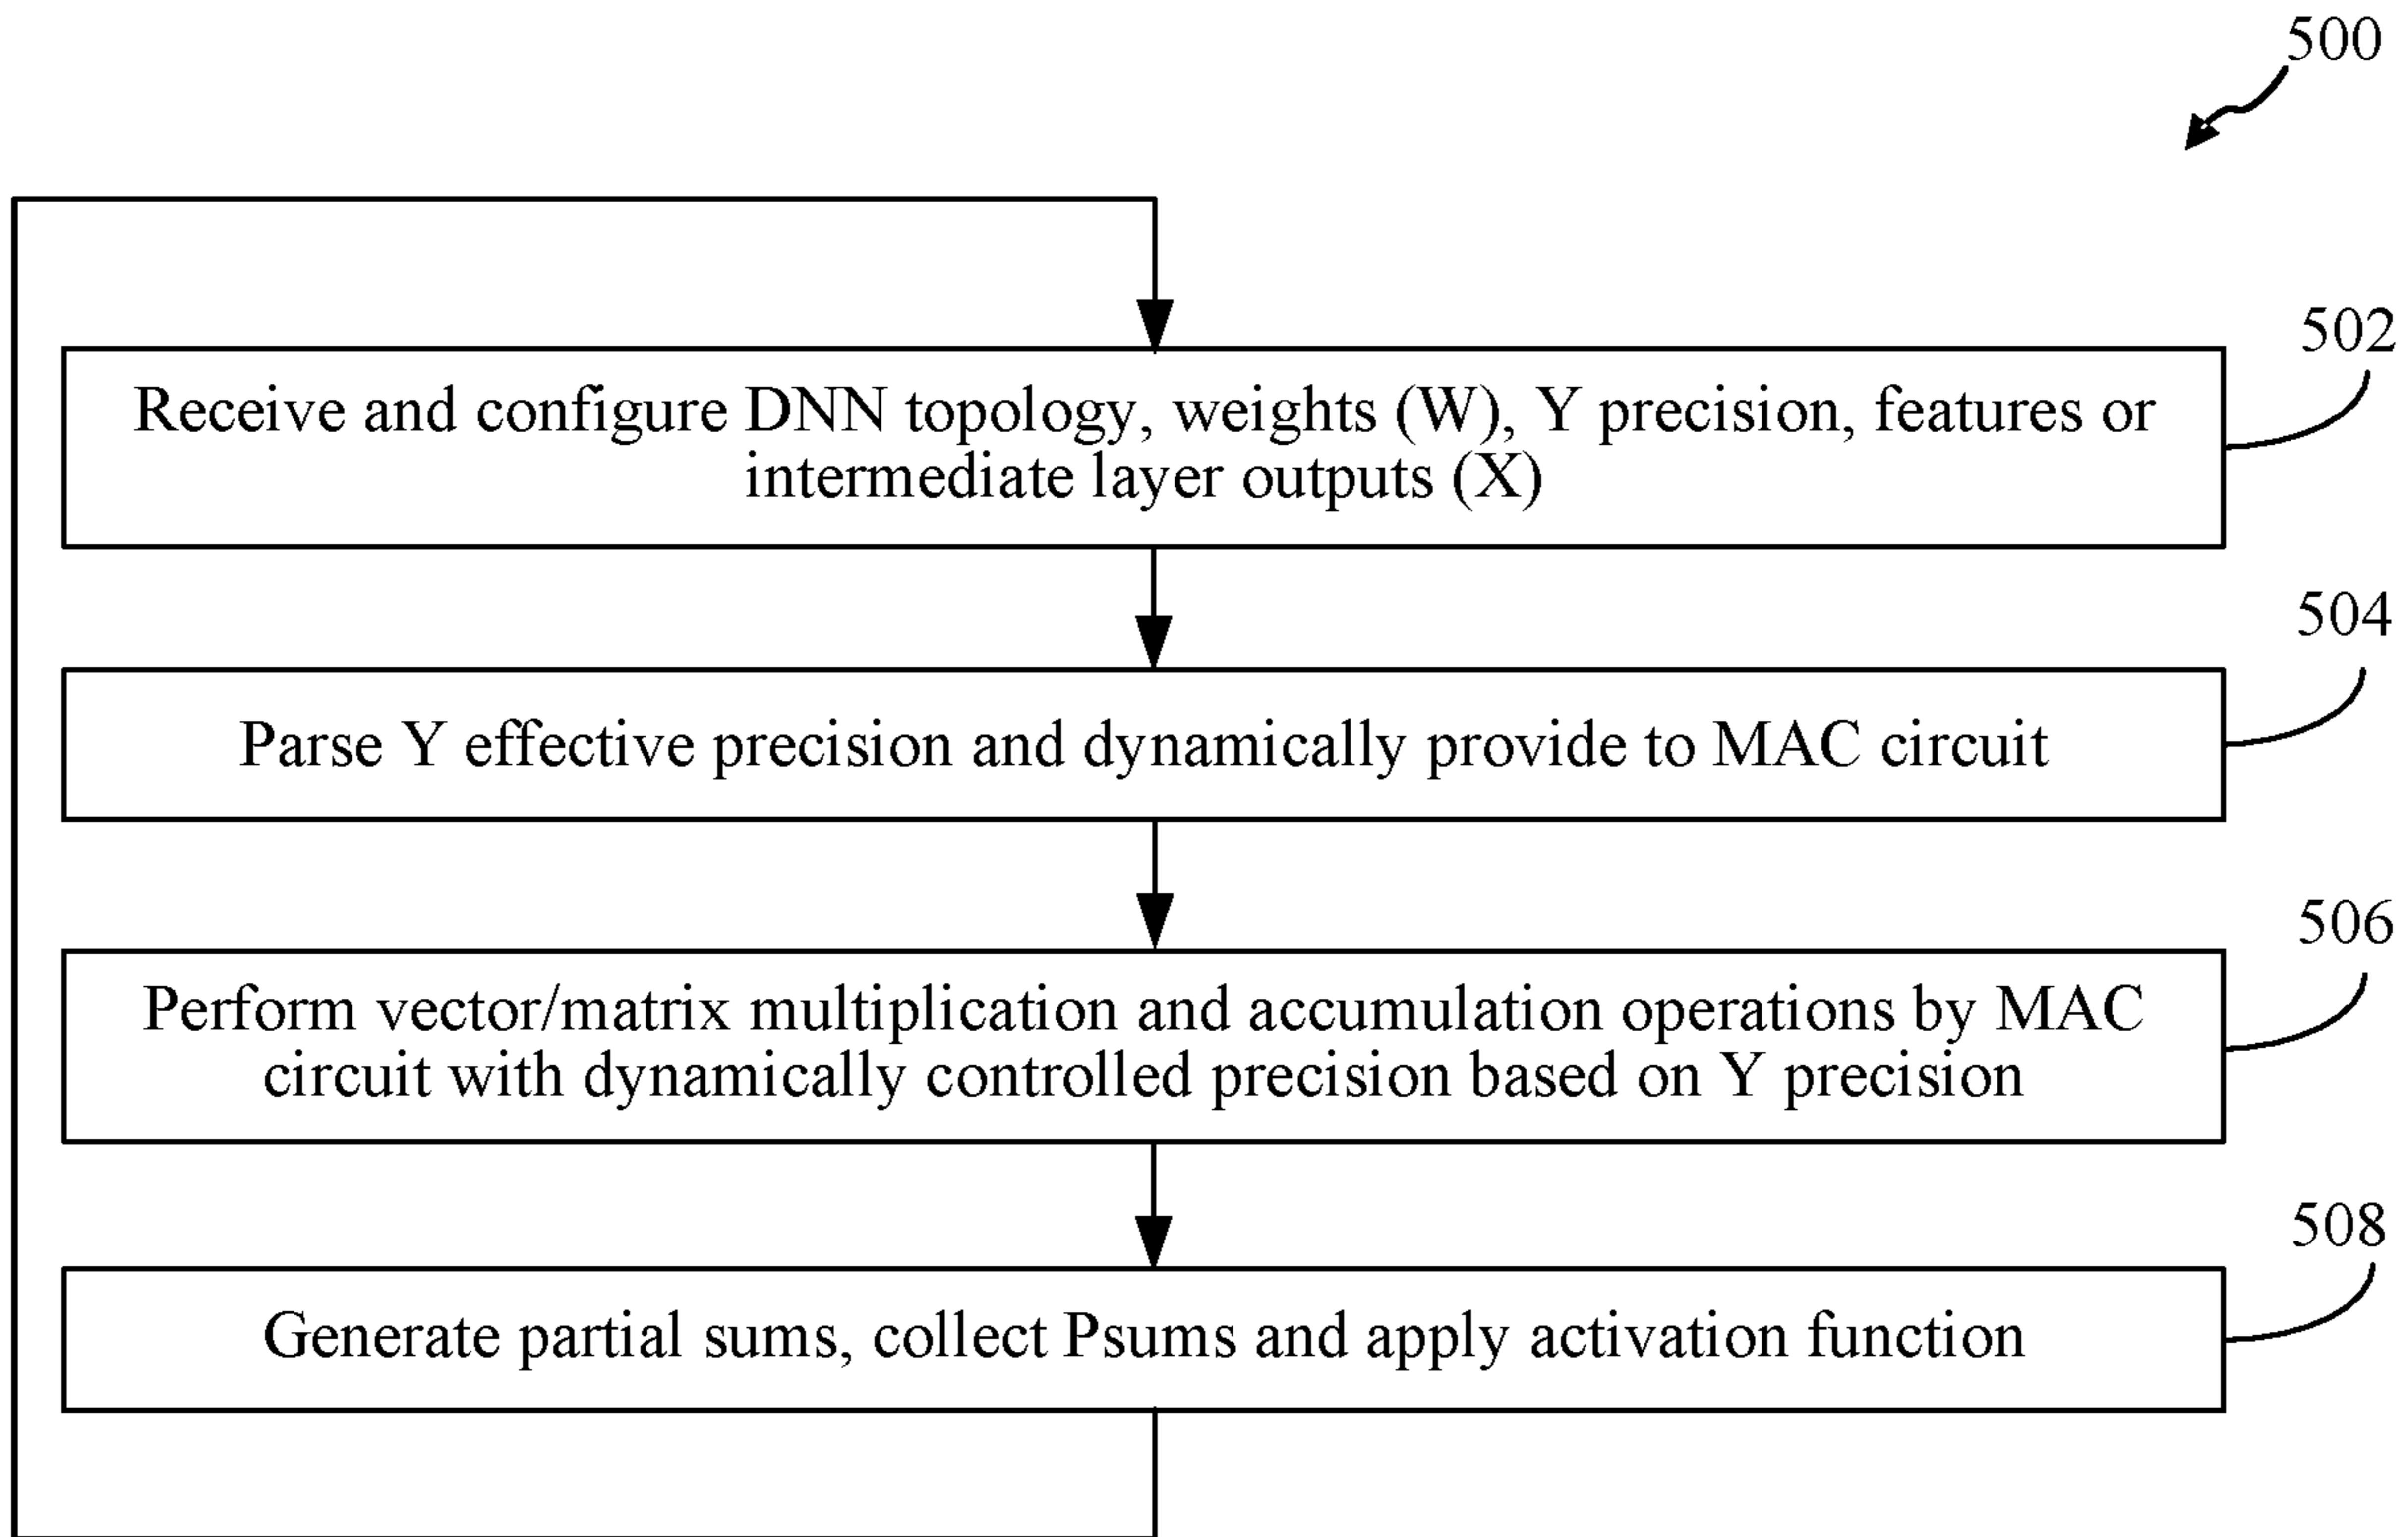 500
502
Receive and configure DNN topology, weights (W), Y precision, features or
intermediate layer outputs (X)
504
Parse Y effective precision and dynamically provide to MAC circuit
506
Perform vector/matrix multiplication and accumulation operations by MAC
circuit with dynamically controlled precision based on Y precision
508
Generate partial sums, collect Psums and apply activation function